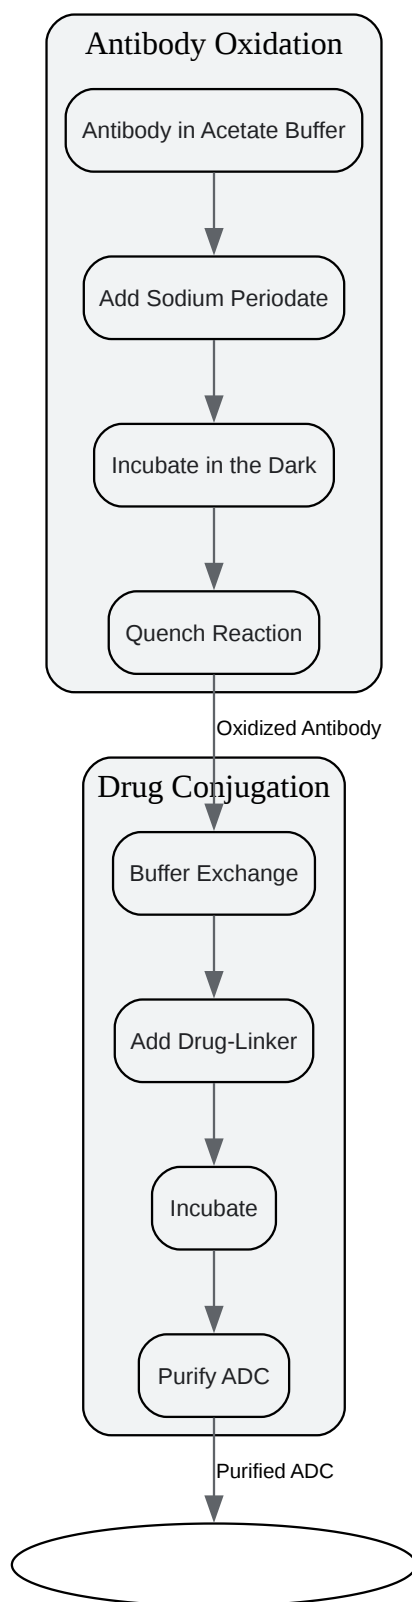 Antibody Oxidation
Antibody in Acetate Buffer
Add Sodium Periodate
Incubate in the Dark
Quench Reaction
Oxidized Antibody
Drug Conjugation
Buffer Exchange
Add Drug-Linker
Incubate
Purify ADC
Purified ADC